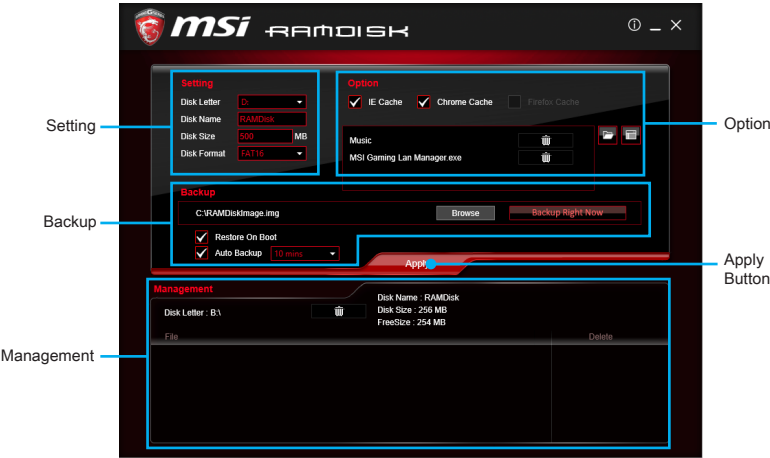 msi RAMDISK
Setting
Disk Letter D:
Disk Name RAMDisk
Disk Size 500 MB
Disk Format FAT16
Option
IE Cache Chrome Cache Firefox Cache
Music
MSI Gaming Lan Manager.exe
Setting
Option
Backup
C:\RAMDiskImage.img Browse Backup Right Now
Restore On Boot
Auto Backup 10 mins
Backup
Apply
Apply
Button
Management
Disk Letter : B:\
Disk Name : RAMDisk
Disk Size : 256 MB
FreeSize : 254 MB
File Delete
Management